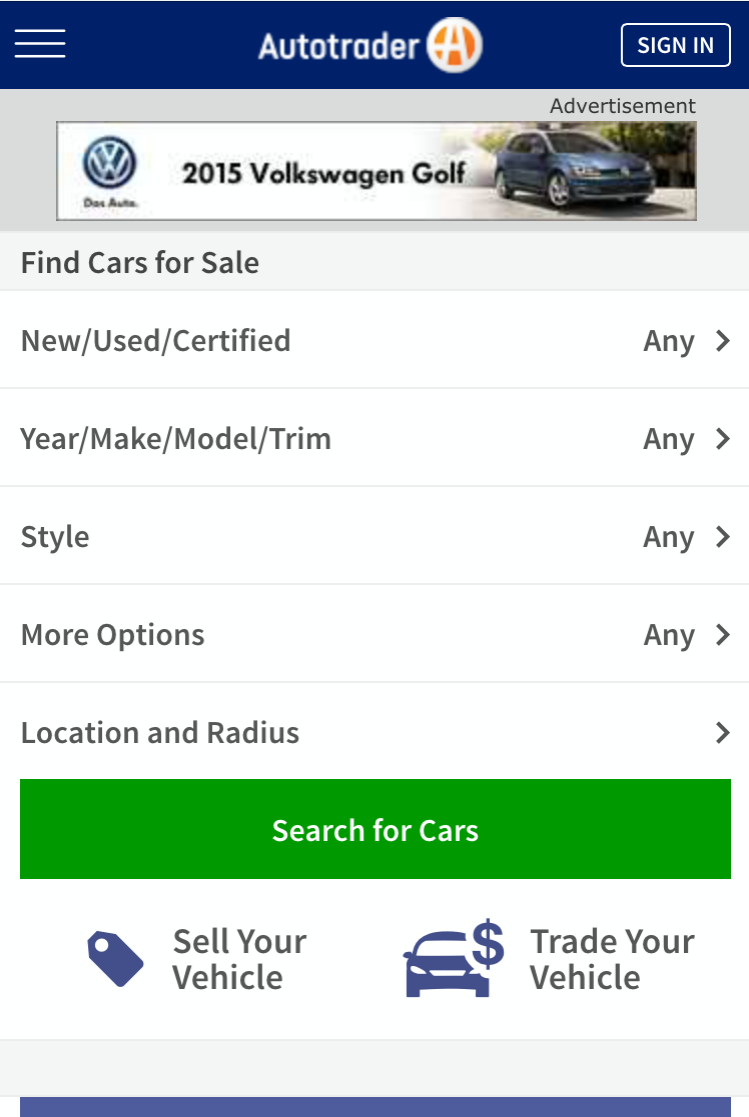 Autotrader
SIGN IN
Advertisement
2015 Volkswagen Golf
Das Auto.
Find Cars for Sale
New/Used/Certified Any
Year/Make/Model/Trim Any
Style Any
More Options Any
Location and Radius
Search for Cars
Sell Your
Vehicle
$
Trade Your
Vehicle